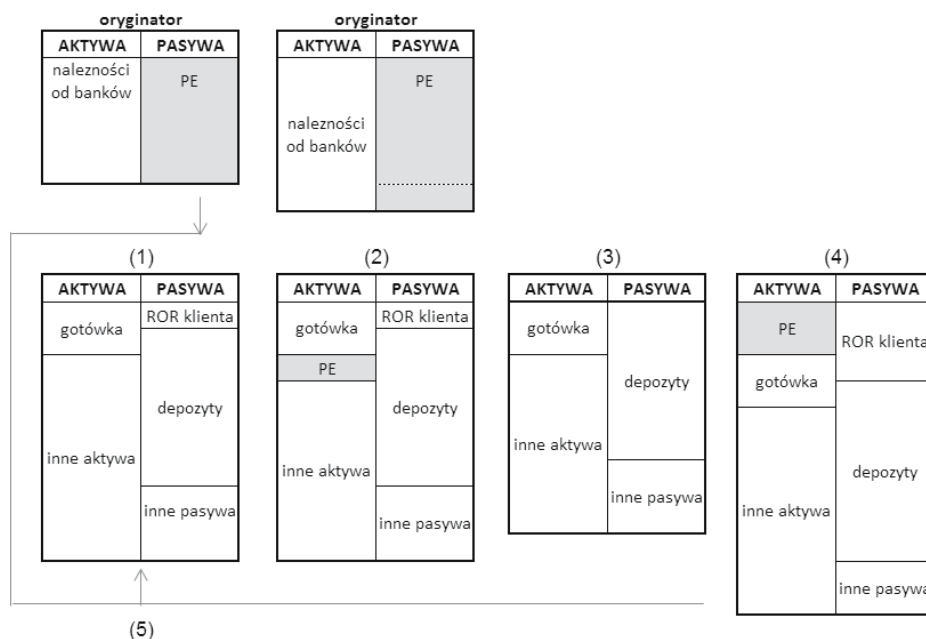 oryginator
AKTYWA PASYWA
nalezności
od banków
PE
oryginator
AKTYWA PASYWA
nalezności
od banków
PE
(1)
AKTYWA PASYWA
gotówka
inne aktywa
ROR klienta
depozyty
inne pasywa
(2)
AKTYWA PASYWA
gotówka
PE
inne aktywa
ROR klienta
depozyty
inne pasywa
(3)
AKTYWA PASYWA
gotówka
inne aktywa
depozyty
inne pasywa
(4)
AKTYWA PASYWA
PE
gotówka
inne aktywa
ROR klienta
depozyty
inne pasywa
(5)